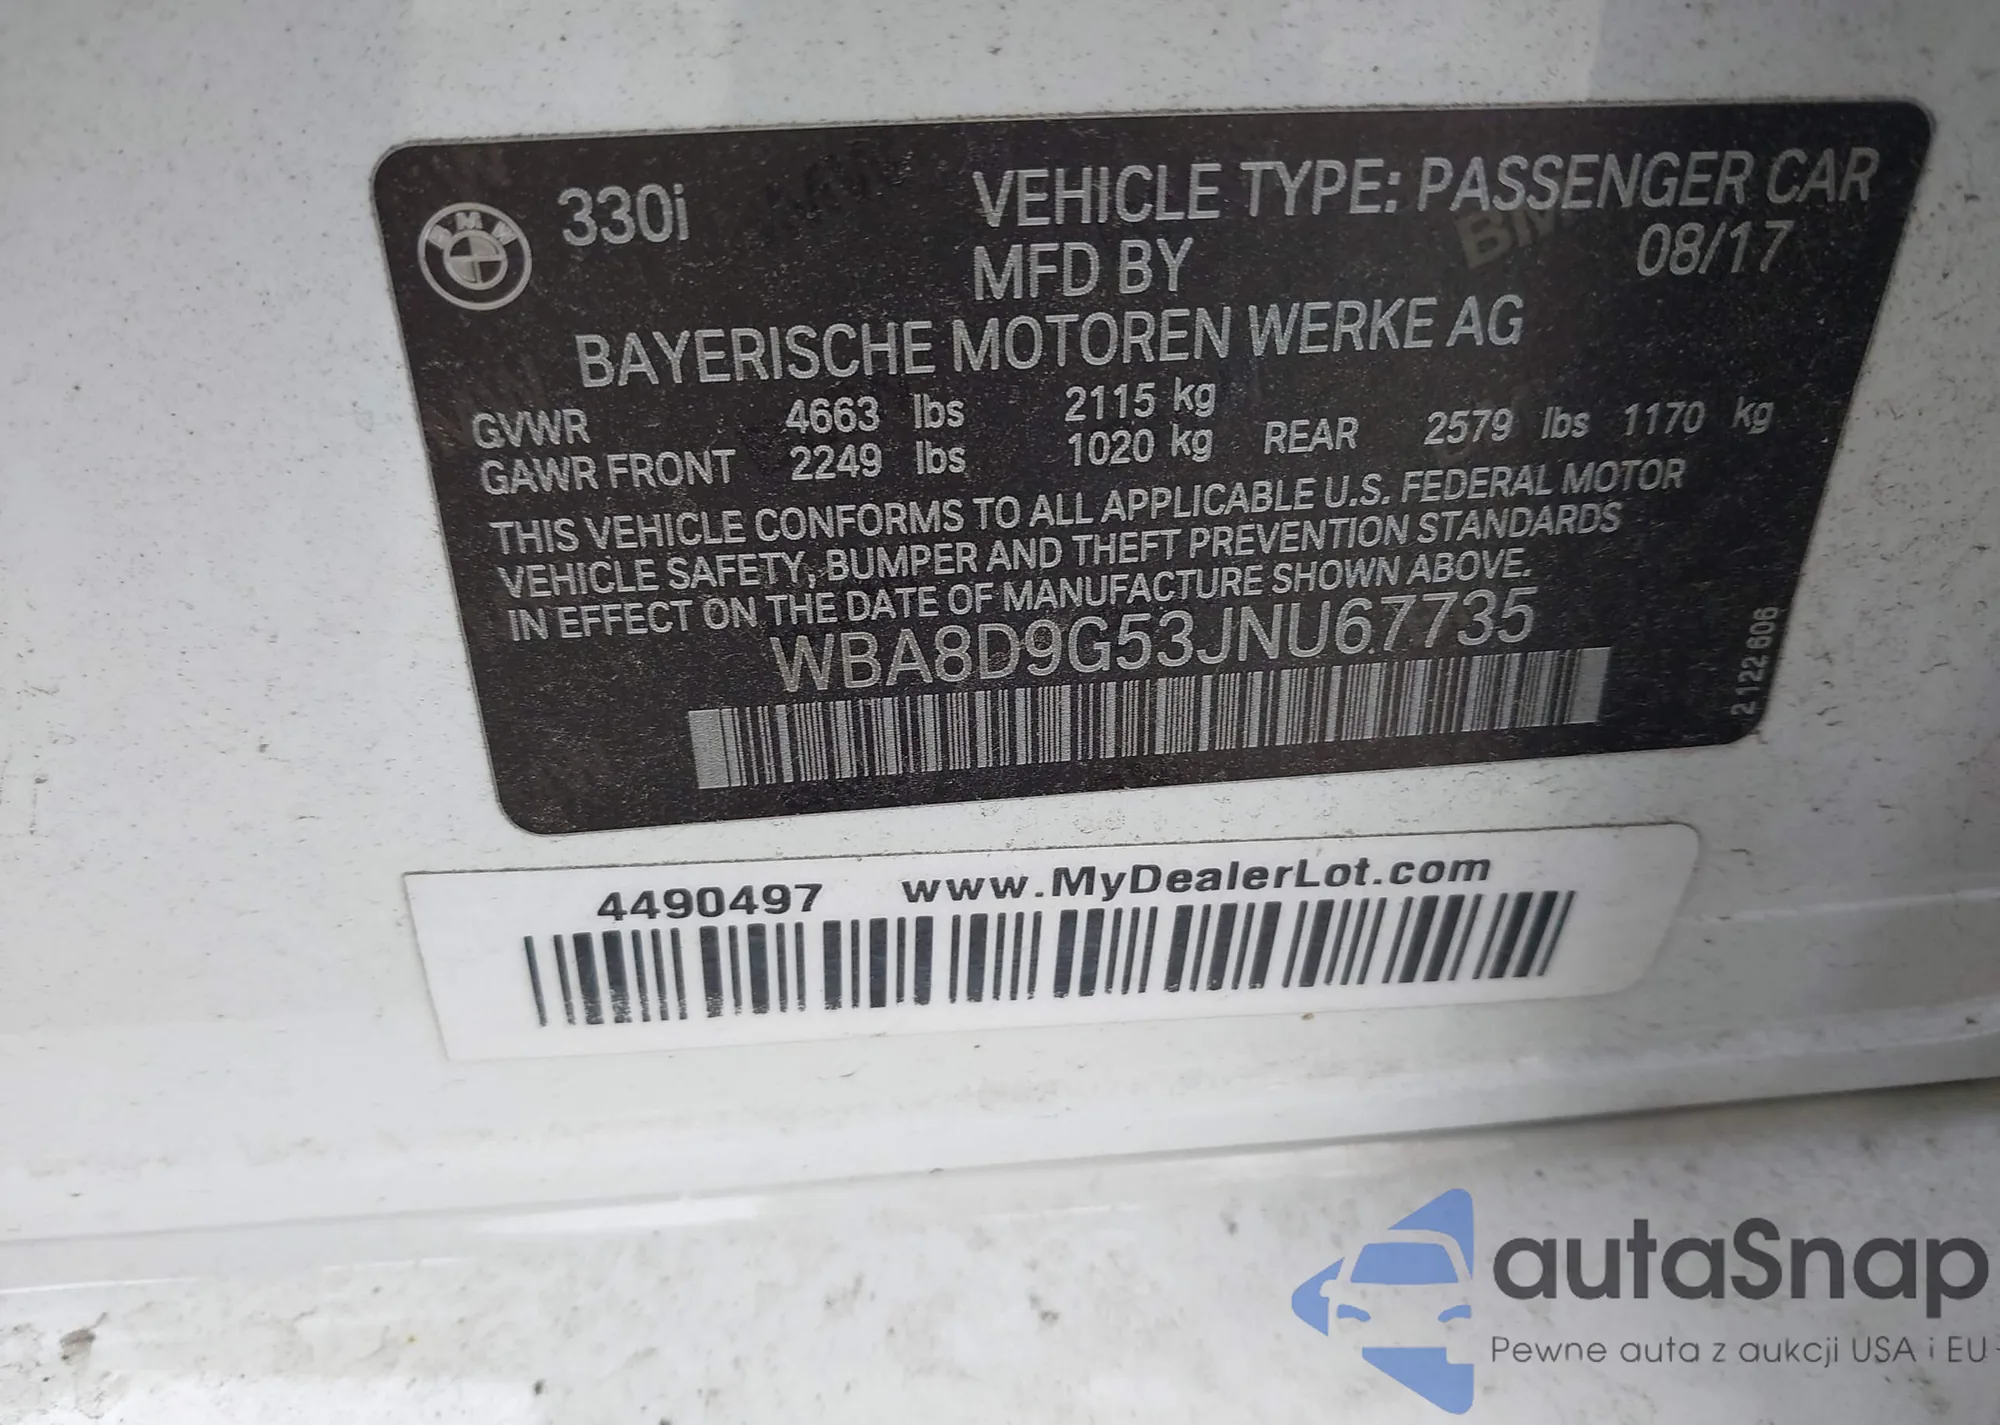 BMW 330i VEHICLE TYPE: PASSENGER CAR
MFD BY 08/17
BAYERISCHE MOTOREN WERKE AG
GVWR 4663 lbs 2115 kg
GAWR FRONT 2249 lbs 1020 kg REAR 2579 lbs 1170 kg
THIS VEHICLE CONFORMS TO ALL APPLICABLE U.S. FEDERAL MOTOR
VEHICLE SAFETY, BUMPER AND THEFT PREVENTION STANDARDS
IN EFFECT ON THE DATE OF MANUFACTURE SHOWN ABOVE.
WBA8D9G53JNU67735
2 122 606
4490497 www.MyDealerLot.com
autaSnap
Pewne auta z aukcji USA i EU